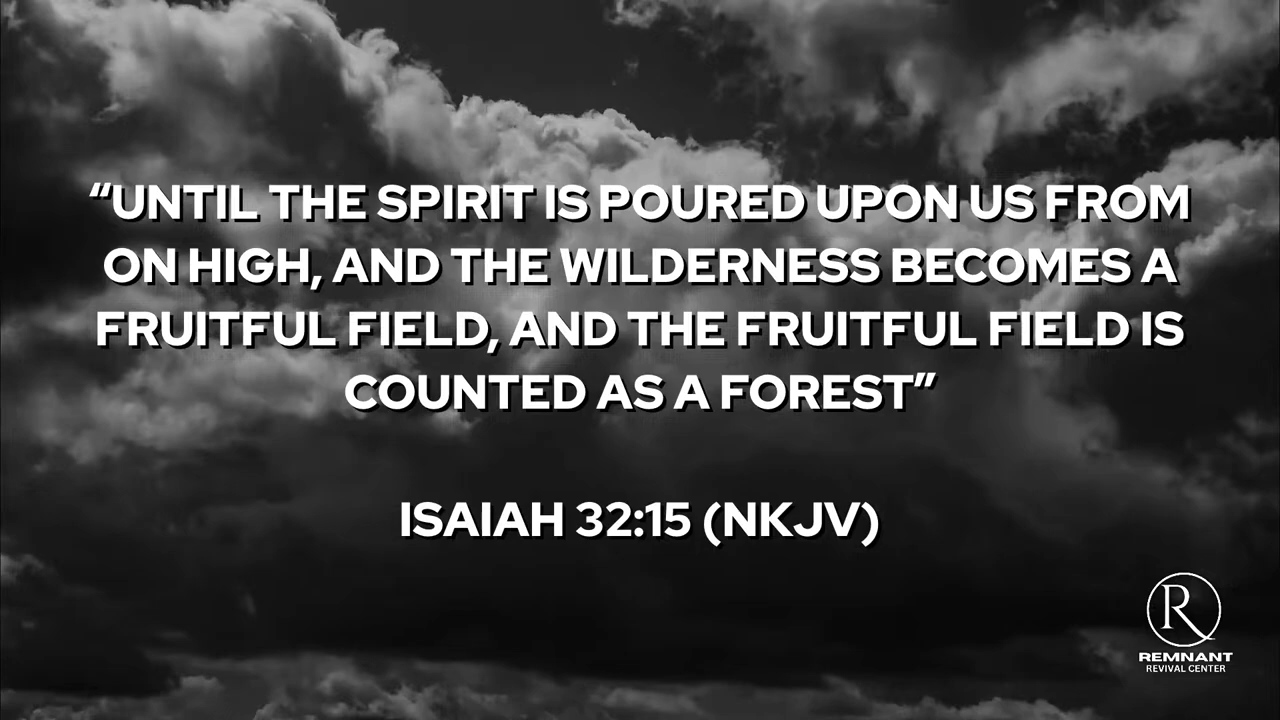 “UNTIL THE SPIRIT IS POURED UPON US FROM
ON HIGH, AND THE WILDERNESS BECOMES A
FRUITFUL FIELD, AND THE FRUITFUL FIELD IS
COUNTED AS A FOREST”
ISAIAH 32:15 (NKJV)
R
REMNANT
REVIVAL CENTER